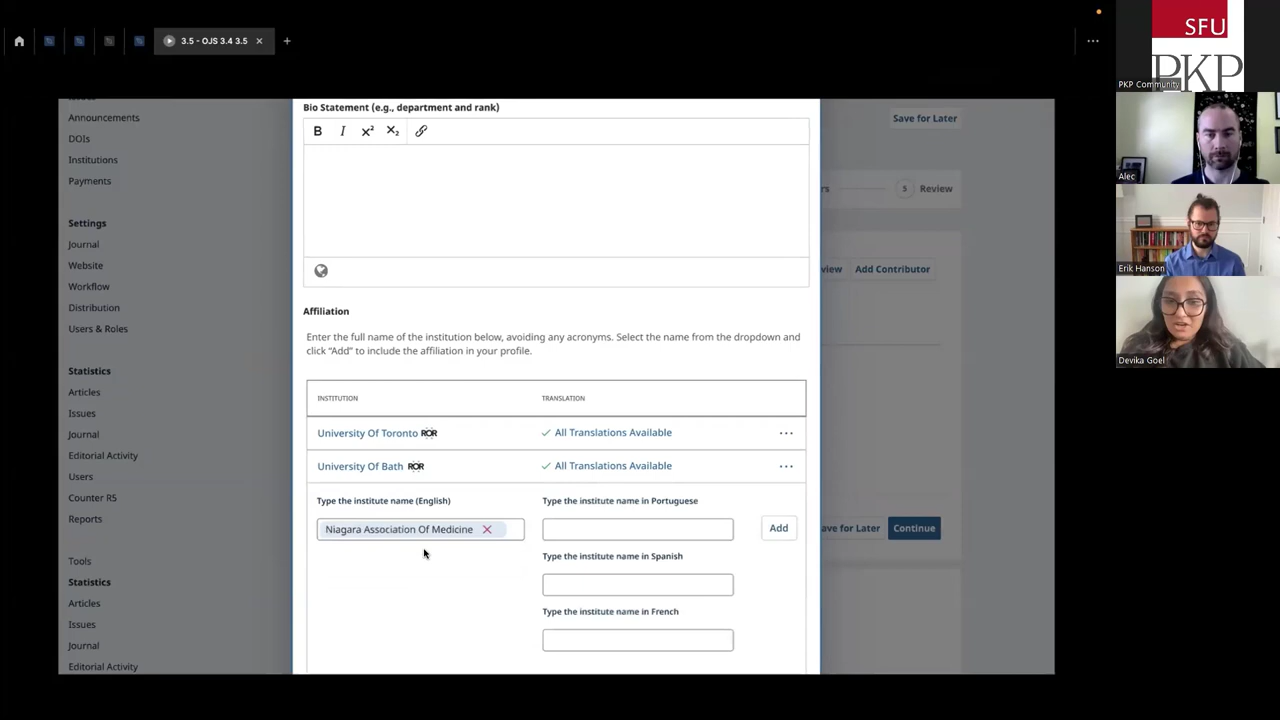 3.5 - OJS 3.4 3.5
SFU
PKP
PKP Community
Alec
Erik Hanson
Devika Goel
Announcements
DOIs
Institutions
Payments
Settings
Journal
Website
Workflow
Distribution
Users & Roles
Statistics
Articles
Issues
Journal
Editorial Activity
Users
Counter R5
Reports
Tools
Statistics
Articles
Issues
Journal
Editorial Activity
Bio Statement (e.g., department and rank)
B I x² X₂
Affiliation
Enter the full name of the institution below, avoiding any acronyms. Select the name from the dropdown and
click “Add” to include the affiliation in your profile.
INSTITUTION TRANSLATION
University Of Toronto ROR All Translations Available
University Of Bath ROR All Translations Available
Type the institute name (English) Type the institute name in Portuguese
Niagara Association Of Medicine Add
Type the institute name in Spanish
Type the institute name in French
Save for Later
5 Review
Add Contributor
Continue